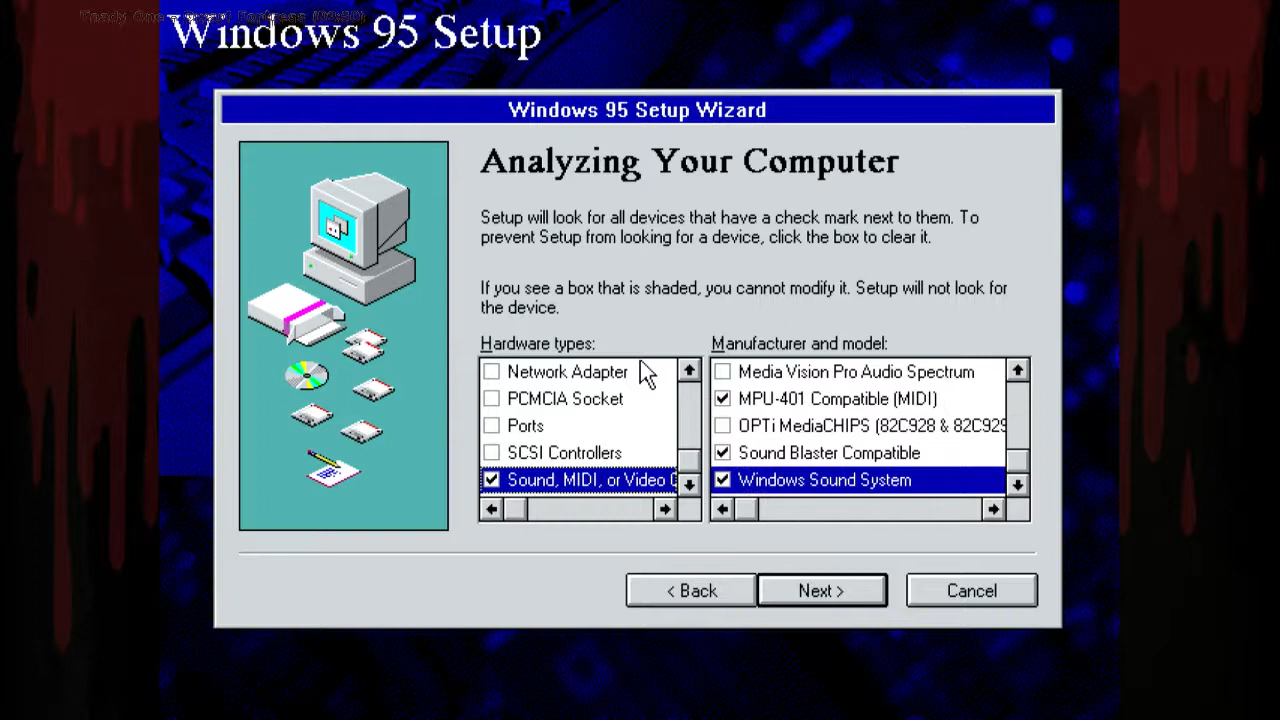 Windows 95 Setup
Windows 95 Setup Wizard
Analyzing Your Computer
Setup will look for all devices that have a check mark next to them. To
prevent Setup from looking for a device, click the box to clear it.
If you see a box that is shaded, you cannot modify it. Setup will not look for
the device.
Hardware types:
Network Adapter
PCMCIA Socket
Ports
SCSI Controllers
Sound, MIDI, or Video
Manufacturer and model:
Media Vision Pro Audio Spectrum
MPU-401 Compatible (MIDI)
OPTi MediaCHIPS (82C928 & 82C929
Sound Blaster Compatible
Windows Sound System
< Back
Next >
Cancel